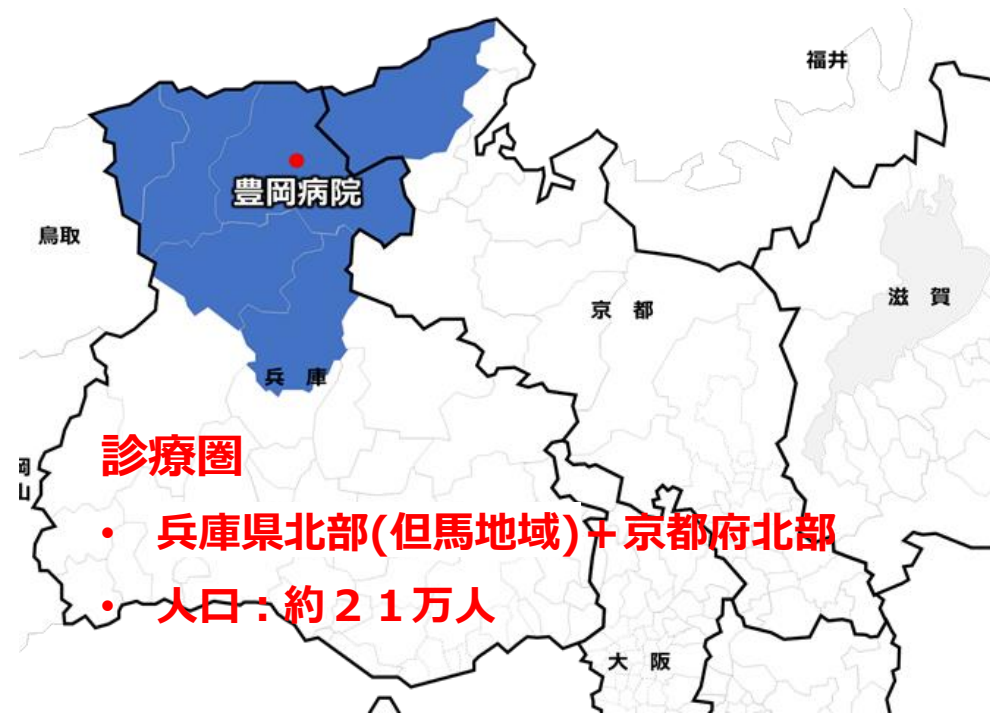 福井
豊岡病院
鳥取
滋 賀
京 都
兵 庫
診療圏
岡山
• 兵庫県北部(但馬地域)＋京都府北部
• 人口：約２１万人
大 阪